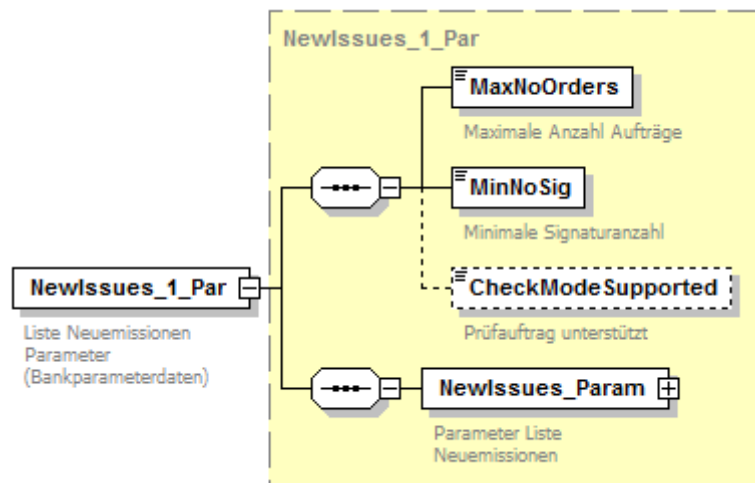 NewIssues_1_Par
MaxNoOrders
Maximale Anzahl Aufträge
MinNoSig
Minimale Signaturanzahl
NewIssues_1_Par
Liste Neuemissionen
Parameter
(Bankparameterdaten)
CheckModeSupported
Prüfauftrag unterstützt
NewIssues_Param
Parameter Liste
Neuemissionen